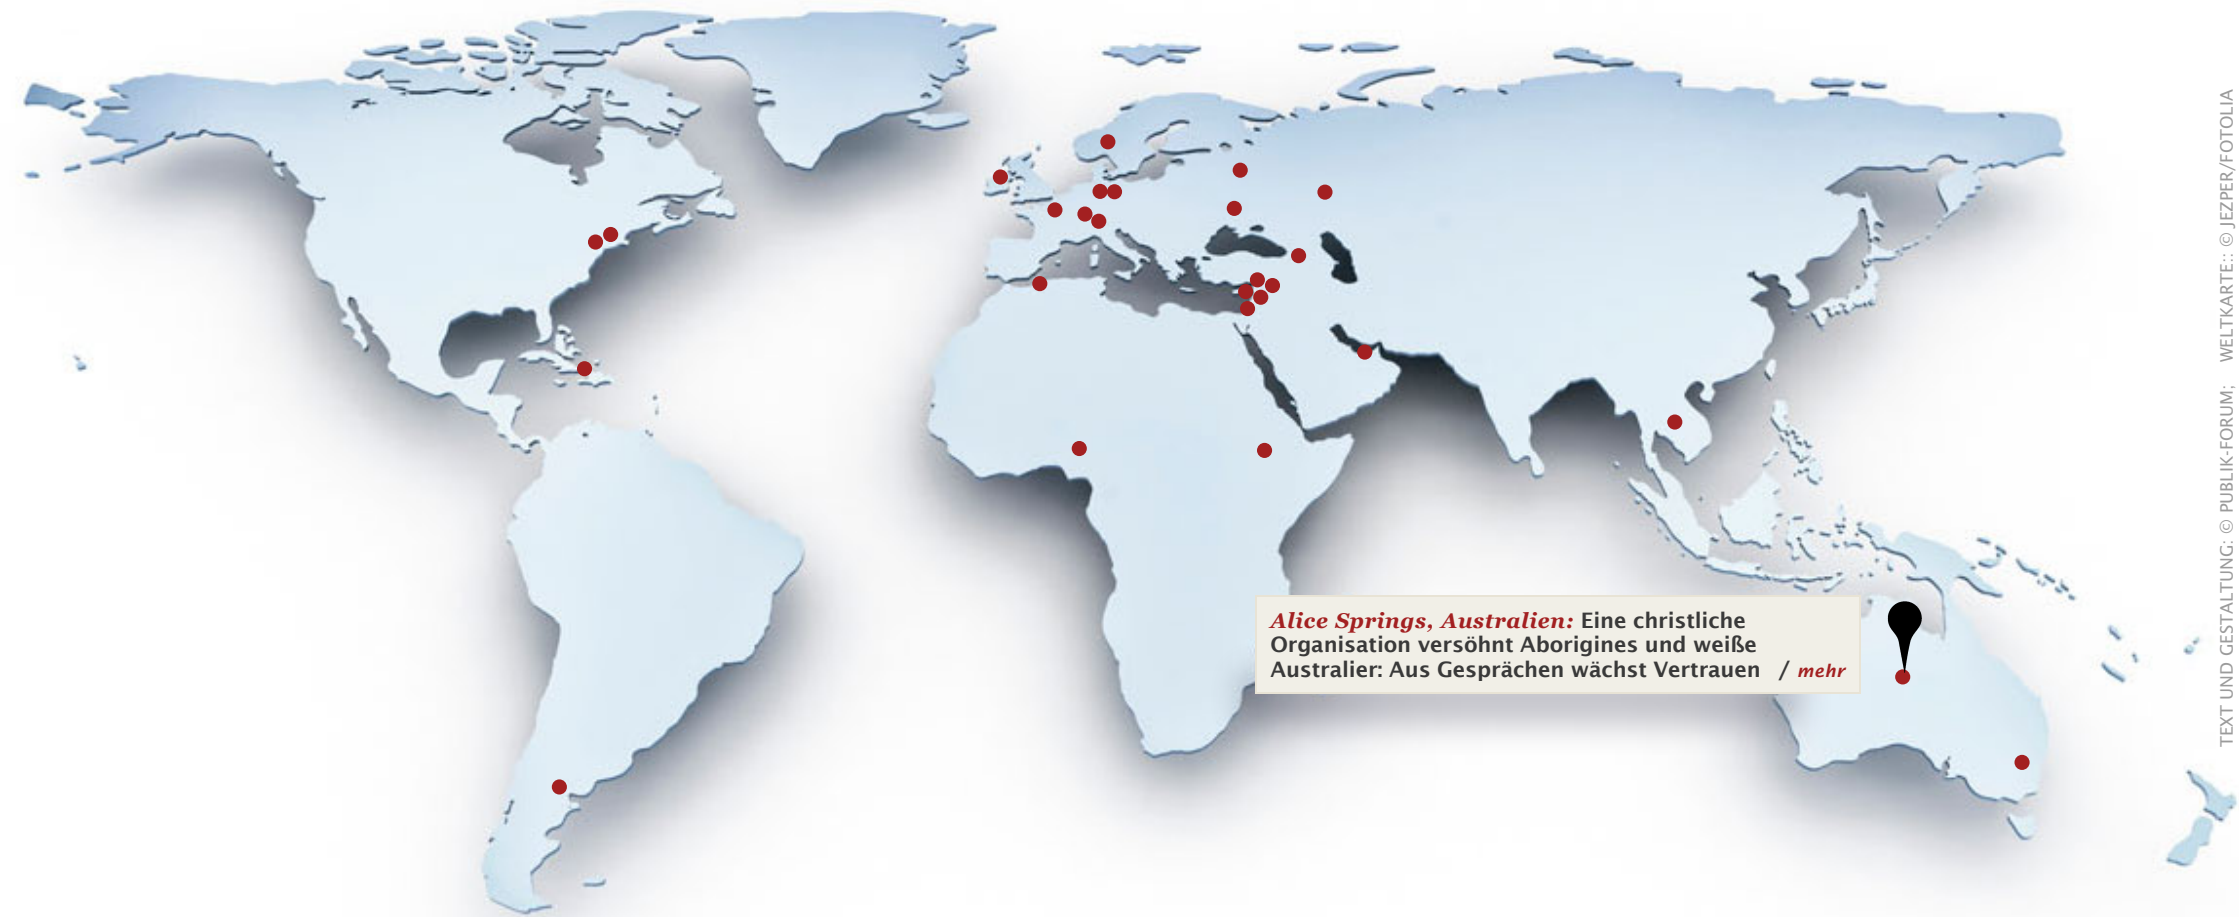 Alice Springs, Australien: Eine christliche
Organisation versöhnt Aborigines und weiße
Australier: Aus Gesprächen wächst Vertrauen / mehr
TEXT UND GESTALTUNG: © PUBLIK-FORUM; WELTKARTE:: © JEZPER/FOTOLIA